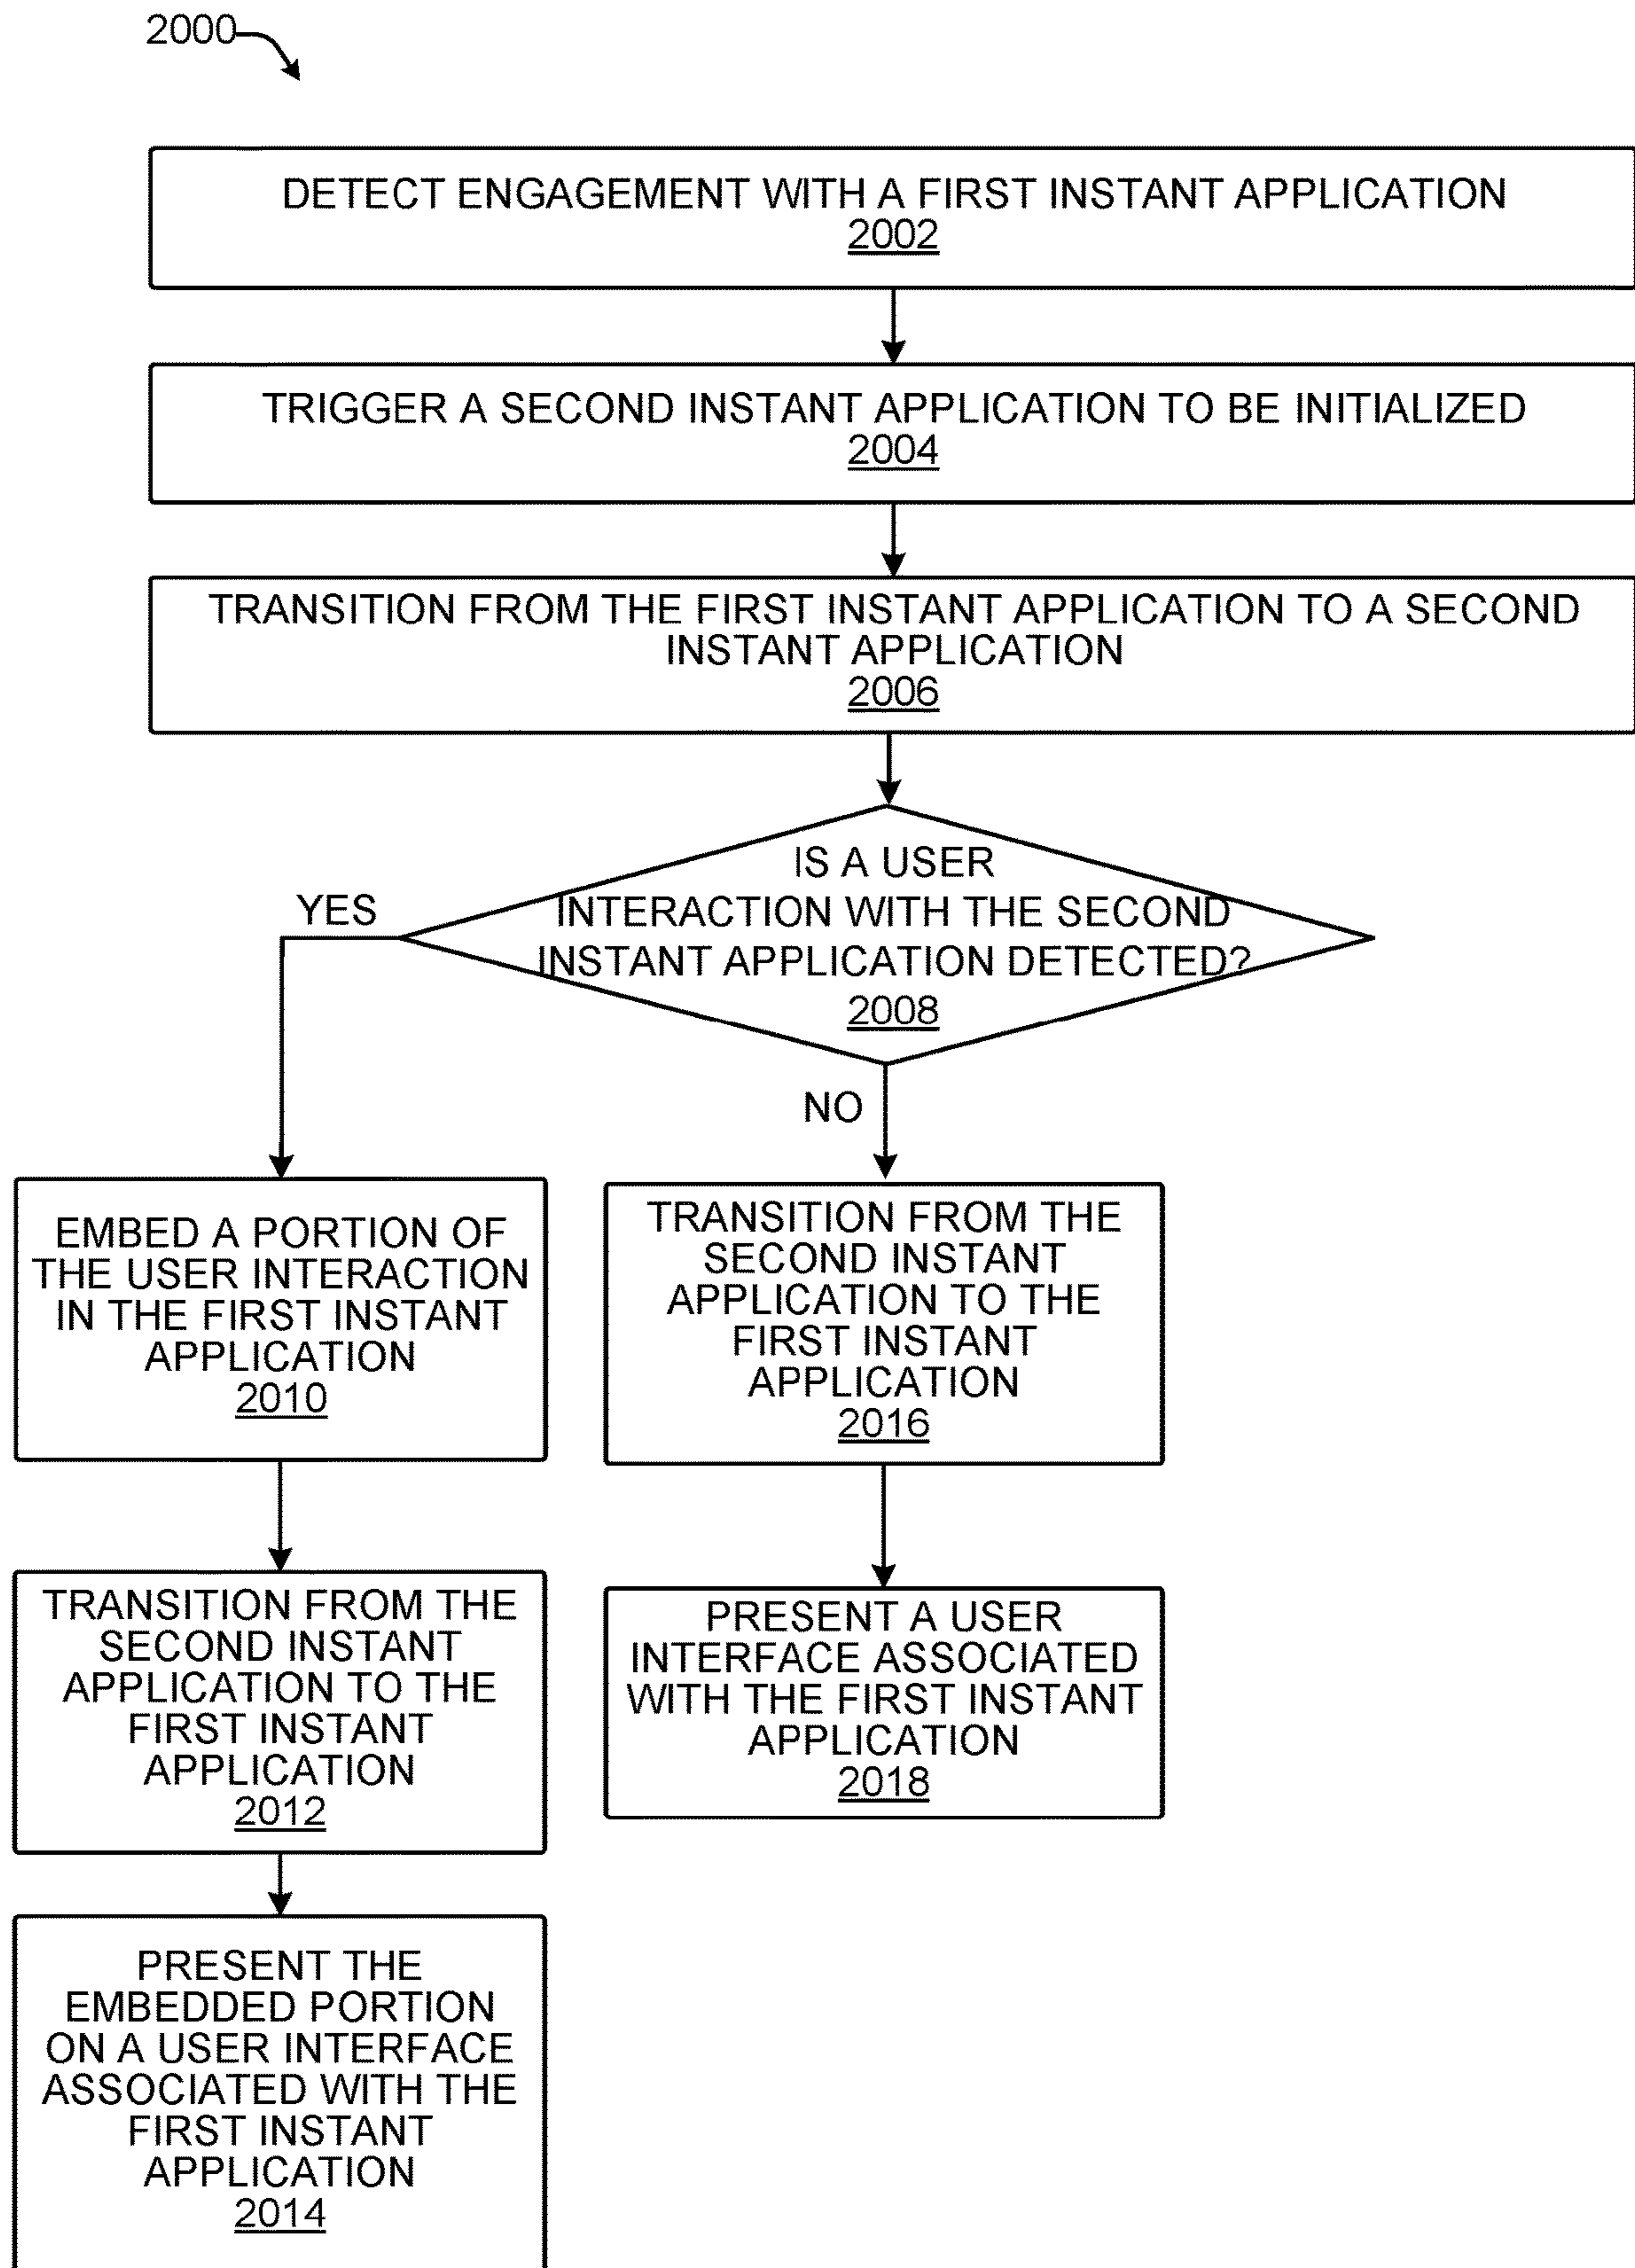 2000
DETECT ENGAGEMENT WITH A FIRST INSTANT APPLICATION
2002
TRIGGER A SECOND INSTANT APPLICATION TO BE INITIALIZED
2004
TRANSITION FROM THE FIRST INSTANT APPLICATION TO A SECOND
INSTANT APPLICATION
2006
IS A USER
INTERACTION WITH THE SECOND
INSTANT APPLICATION DETECTED?
2008
YES
EMBED A PORTION OF
THE USER INTERACTION
IN THE FIRST INSTANT
APPLICATION
2010
TRANSITION FROM THE
SECOND INSTANT
APPLICATION TO THE
FIRST INSTANT
APPLICATION
2012
PRESENT THE
EMBEDDED PORTION
ON A USER INTERFACE
ASSOCIATED WITH THE
FIRST INSTANT
APPLICATION
2014
NO
TRANSITION FROM THE
SECOND INSTANT
APPLICATION TO THE
FIRST INSTANT
APPLICATION
2016
PRESENT A USER
INTERFACE ASSOCIATED
WITH THE FIRST INSTANT
APPLICATION
2018